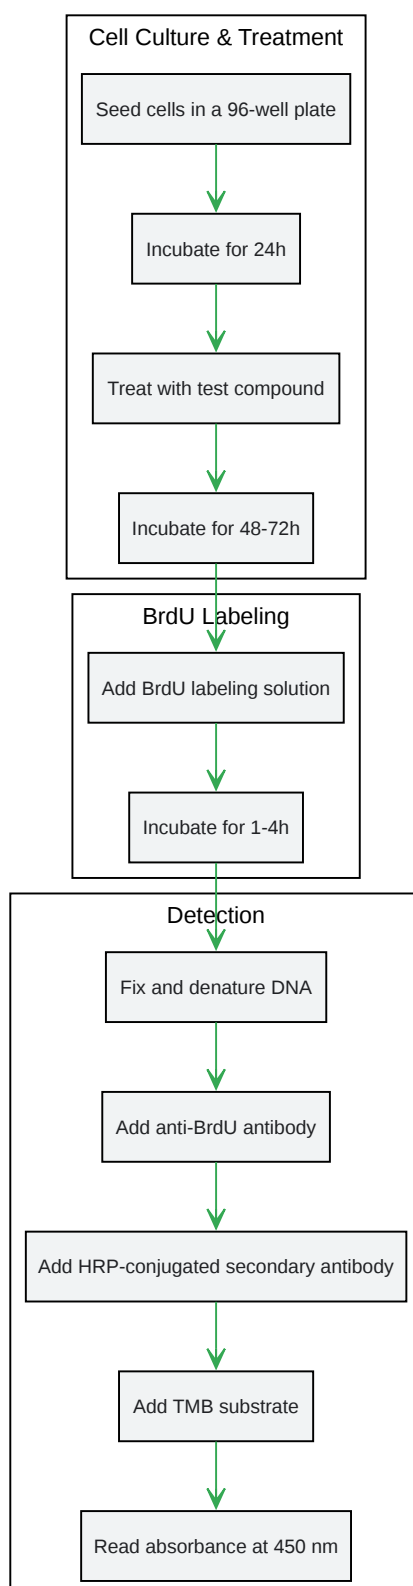 Cell Culture & Treatment
Seed cells in a 96-well plate
Incubate for 24h
Treat with test compound
Incubate for 48-72h
BrdU Labeling
Add BrdU labeling solution
Incubate for 1-4h
Detection
Fix and denature DNA
Add anti-BrdU antibody
Add HRP-conjugated secondary antibody
Add TMB substrate
Read absorbance at 450 nm